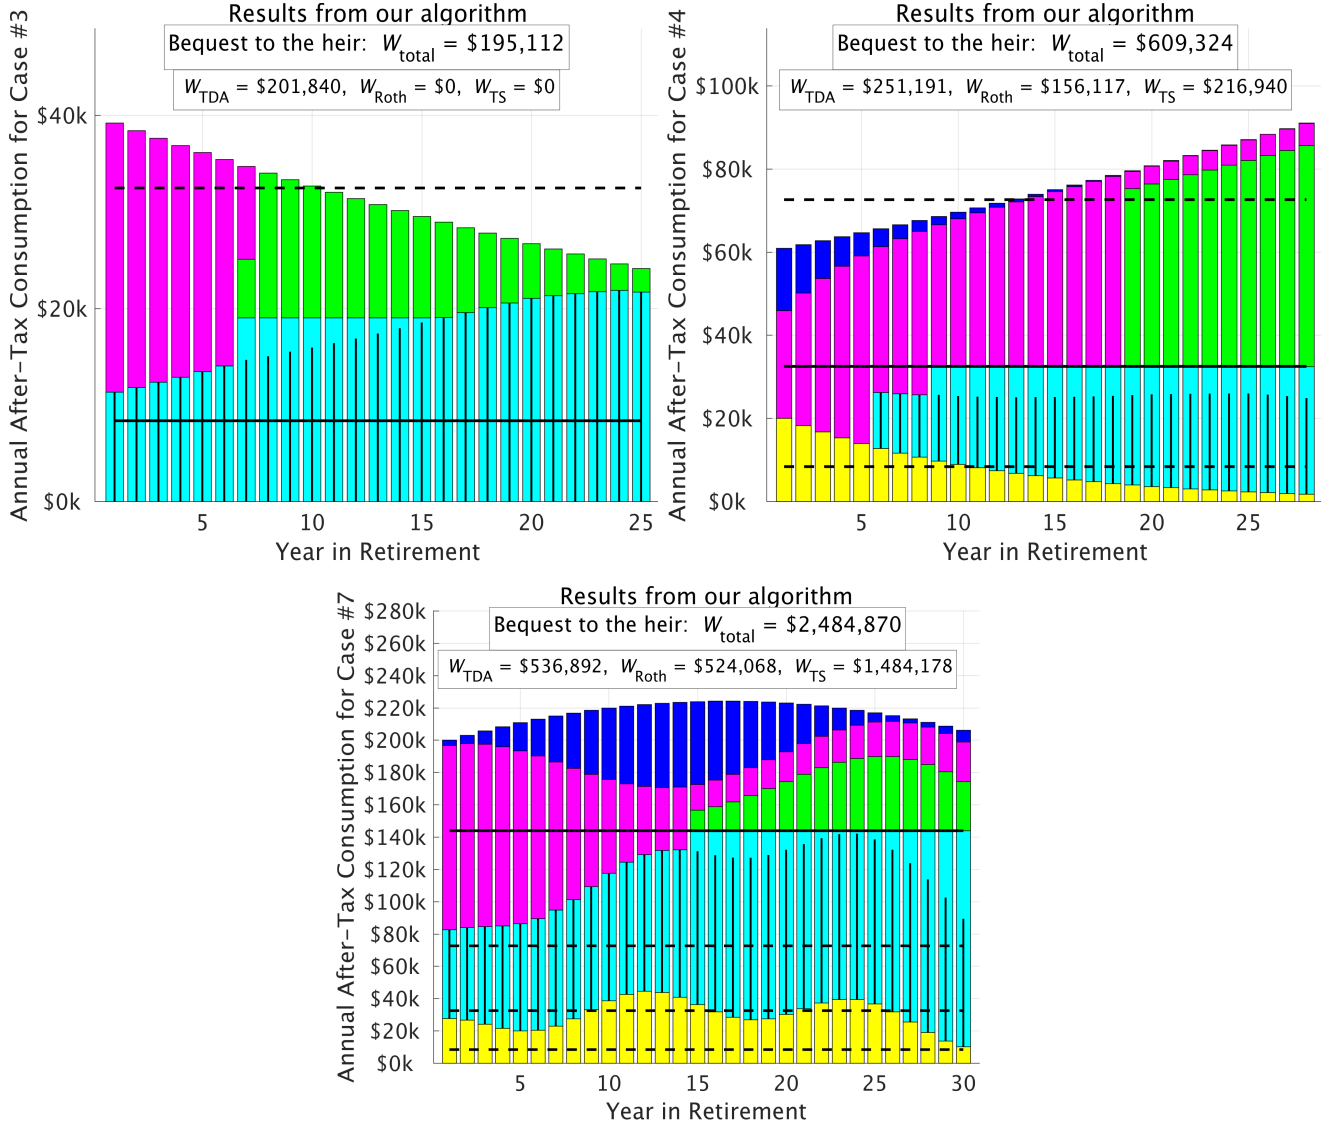 Results from our algorithm
Bequest to the heir: W_total = $195,112
W_TDA = $201,840, W_Roth = $0, W_TS = $0
Annual After-Tax Consumption for Case #3
$40k
$20k
$0k
5 10 15 20 25
Year in Retirement
Results from our algorithm
Bequest to the heir: W_total = $609,324
W_TDA = $251,191, W_Roth = $156,117, W_TS = $216,940
Annual After-Tax Consumption for Case #4
$100k
$80k
$60k
$40k
$20k
$0k
5 10 15 20 25
Year in Retirement
Results from our algorithm
Bequest to the heir: W_total = $2,484,870
W_TDA = $536,892, W_Roth = $524,068, W_TS = $1,484,178
Annual After-Tax Consumption for Case #7
$280k
$260k
$240k
$220k
$200k
$180k
$160k
$140k
$120k
$100k
$80k
$60k
$40k
$20k
$0k
5 10 15 20 25 30
Year in Retirement